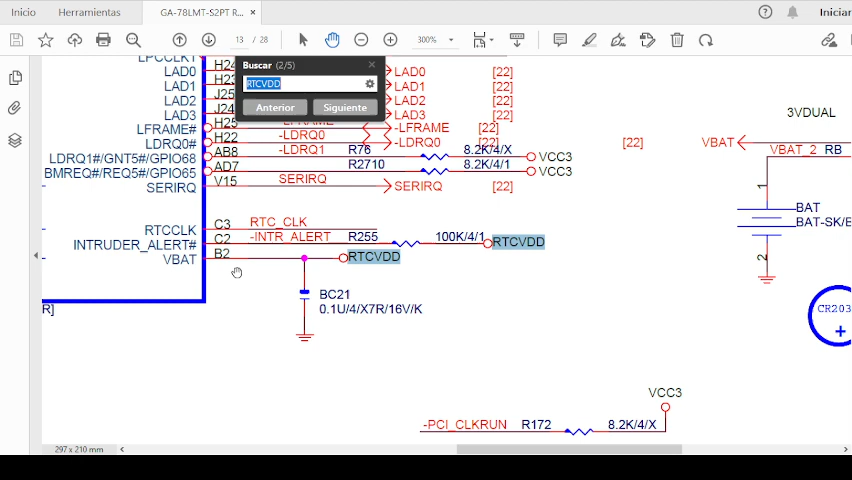 Inicio Herramientas GA-78LMT-S2PT R... × Iniciar
13 / 28 300%
Buscar (2/5) ×
RTCVDD
Anterior Siguiente
LPCCLK1
LAD0 H24 LAD0 [22]
LAD1 H23 LAD1 [22]
LAD2 J25 LAD2 [22]
LAD3 J24 LAD3 [22]
LFRAME# H25 -LFRAME -LFRAME [22]
LDRQ0# H22 -LDRQ0 -LDRQ0 [22] [22]
LDRQ1#/GNT5#/GPIO68 AB8 -LDRQ1 R76 8.2K/4/X VCC3
BMREQ#/REQ5#/GPIO65 AD7 R2710 8.2K/4/1 VCC3
SERIRQ V15 SERIRQ SERIRQ [22]
3VDUAL
VBAT VBAT_2 RB
1
BAT
BAT-SK/B
2
RTCCLK C3 RTC_CLK
INTRUDER_ALERT# C2 -INTR_ALERT R255 100K/4/1 RTCVDD
VBAT B2 RTCVDD
BC21
0.1U/4/X7R/16V/K
R]
CR203
+
VCC3
-PCI_CLKRUN R172 8.2K/4/X
297 x 210 mm